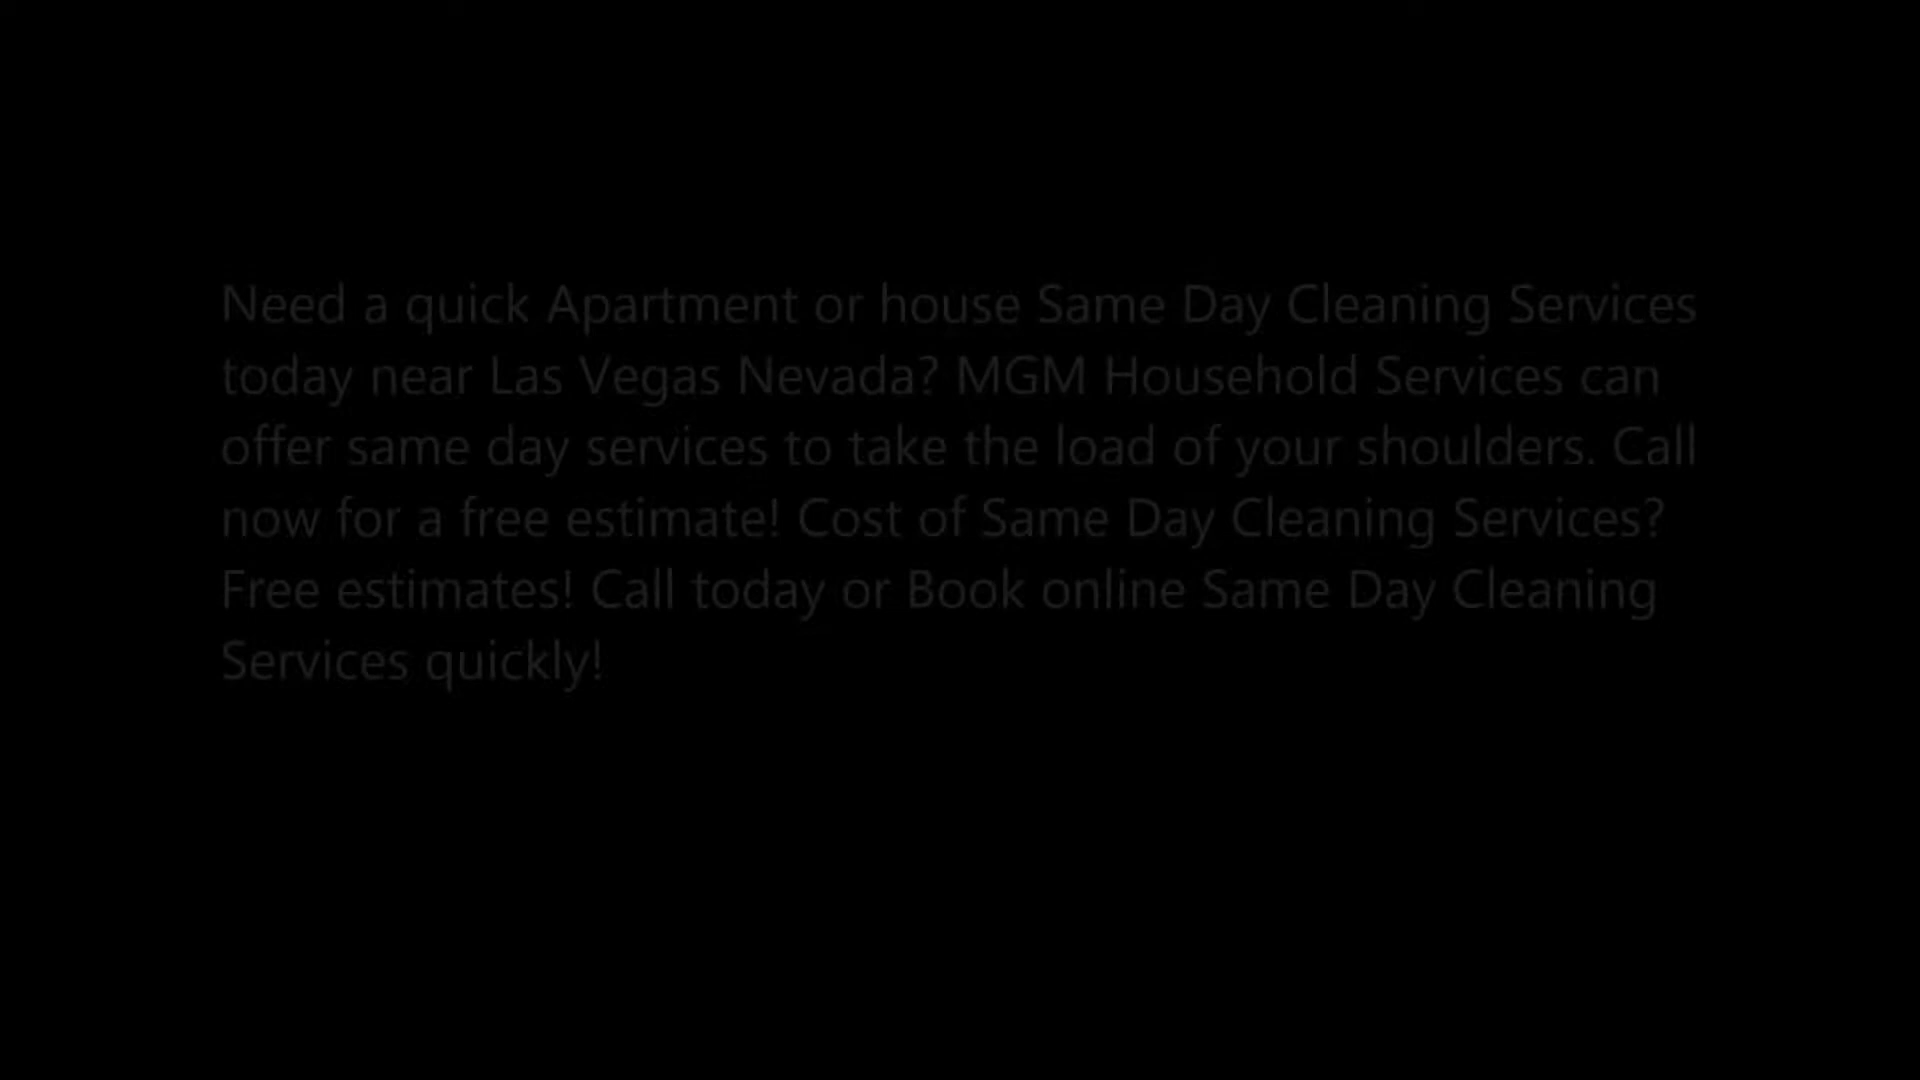 Need a quick Apartment or house Same Day Cleaning Services
today near Las Vegas Nevada? MGM Household Services can
offer same day services to take the load of your shoulders. Call
now for a free estimate! Cost of Same Day Cleaning Services?
Free estimates! Call today or Book online Same Day Cleaning
Services quickly!